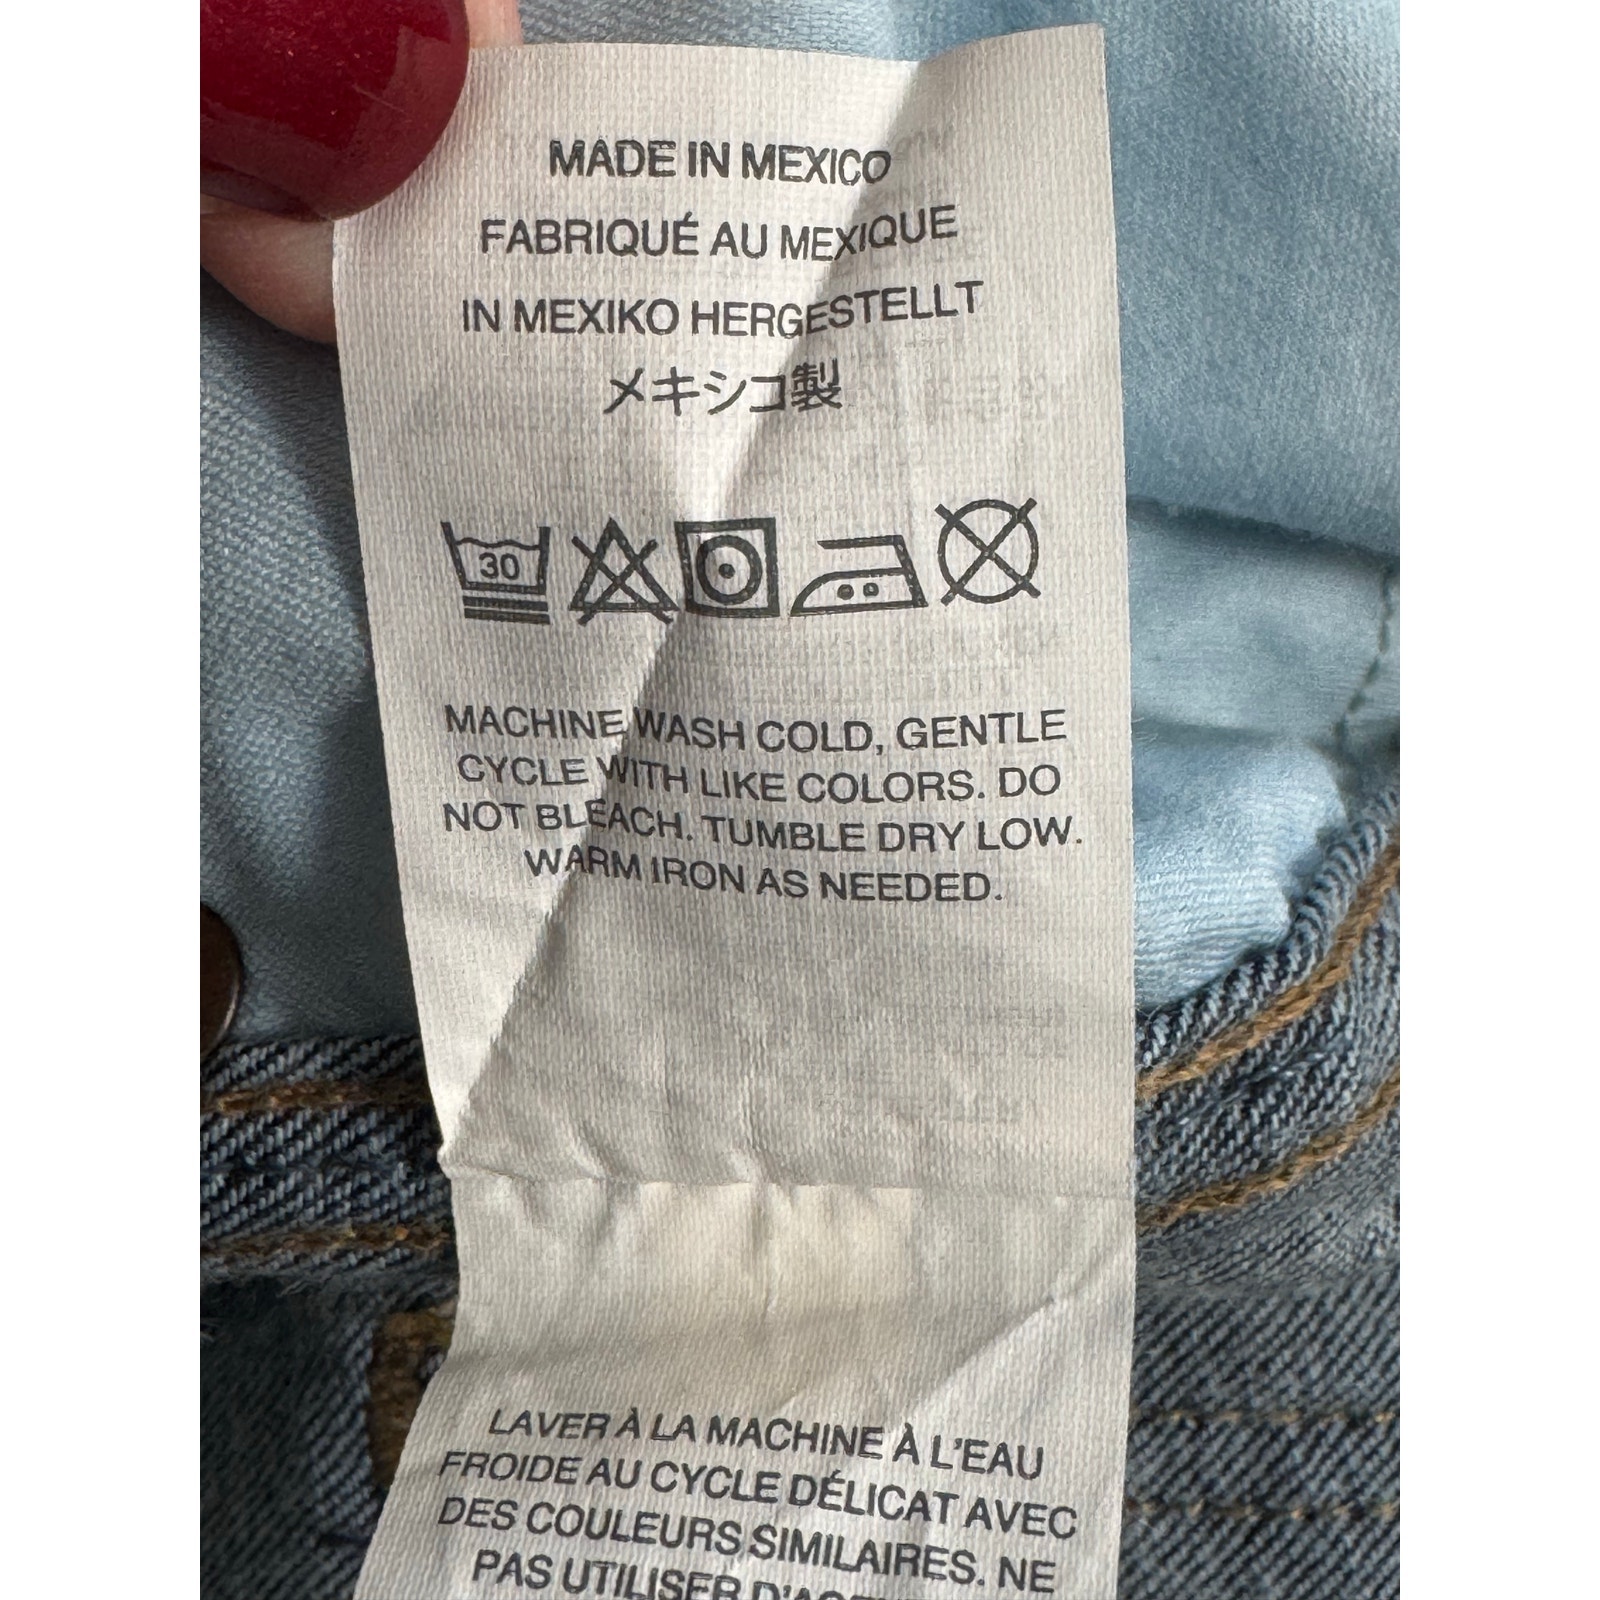 MADE IN MEXICO
FABRIQUÉ AU MEXIQUE
IN MEXIKO HERGESTELLT
メキシコ製
30
MACHINE WASH COLD, GENTLE
CYCLE WITH LIKE COLORS. DO
NOT BLEACH. TUMBLE DRY LOW.
WARM IRON AS NEEDED.
LAVER À LA MACHINE À L'EAU
FROIDE AU CYCLE DÉLICAT AVEC
DES COULEURS SIMILAIRES. NE
PAS UTILISER